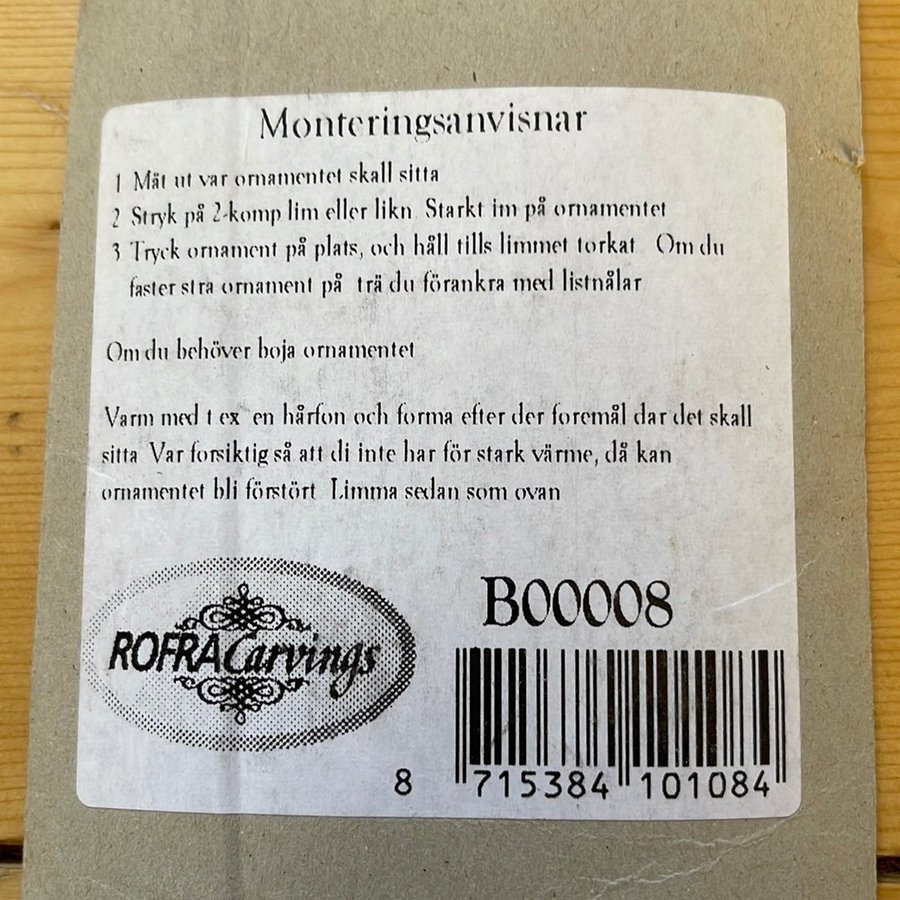 Monteringsanvisnar
1 Mät ut var ornamentet skall sitta
2 Stryk på 2-komp lim eller likn Starkt im på ornamentet
3 Tryck ornament på plats, och håll tills limmet torkat Om du
faster stra ornament på trä du förankra med listnålar
Om du behöver boja ornamentet
Varm med t ex en hårfon och forma efter der foremål dar det skall
sitta Var forsiktig så att di inte har för stark värme, då kan
ornamentet bli förstört Limma sedan som ovan
ROFRA Carvings
B00008
8 715384 101084